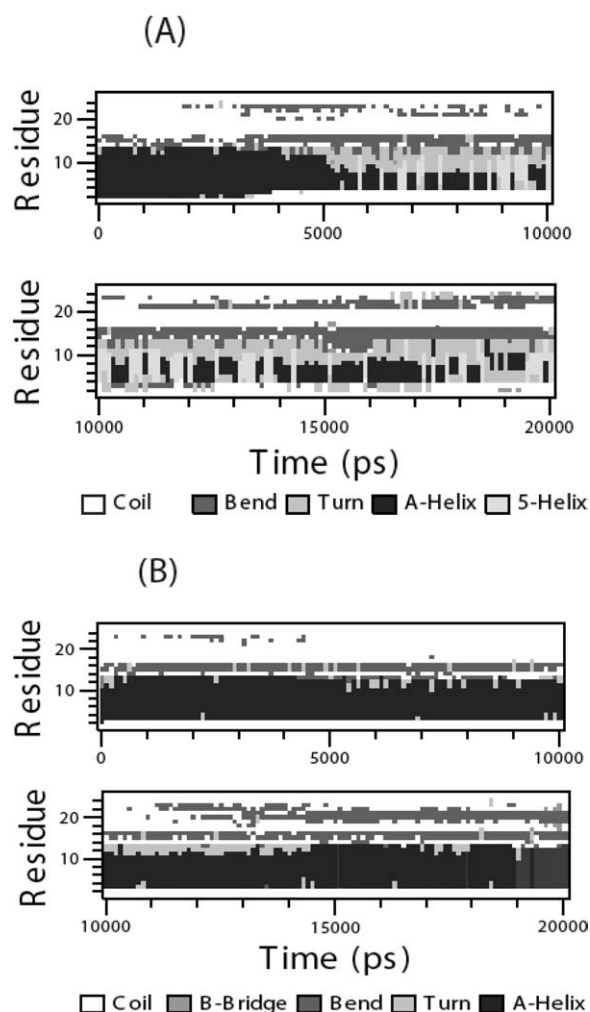 (A)
Residue
20
10
0 5000 10000
Residue
20
10
10000 15000 20000
Time (ps)
Coil Bend Turn A-Helix 5-Helix
(B)
Residue
20
10
0 5000 10000
Residue
20
10
10000 15000 20000
Time (ps)
Coil B-Bridge Bend Turn A-Helix